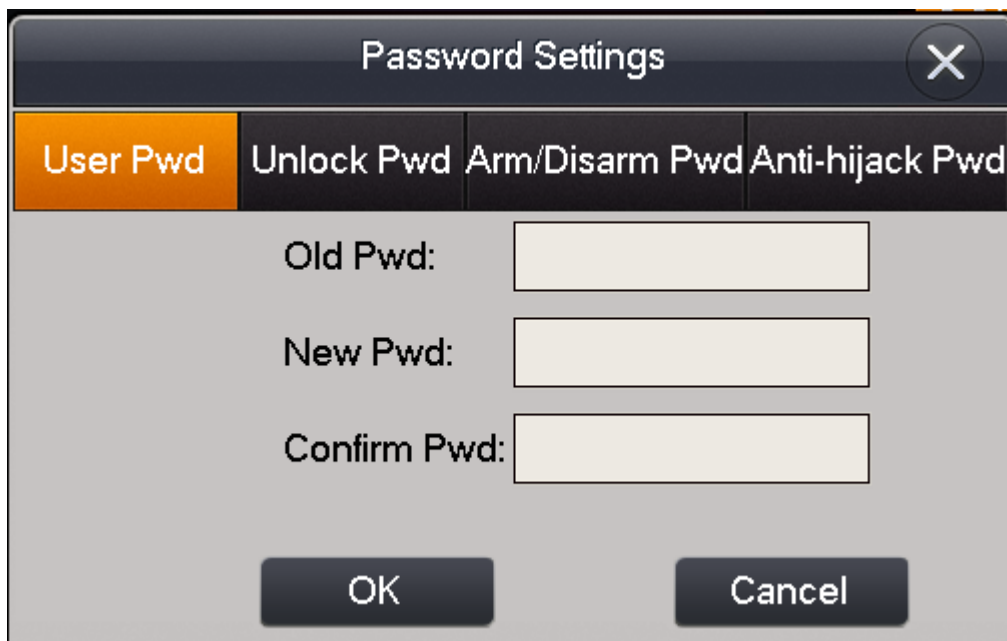 Password Settings
User Pwd Unlock Pwd Arm/Disarm Pwd Anti-hijack Pwd
Old Pwd:
New Pwd:
Confirm Pwd:
OK Cancel